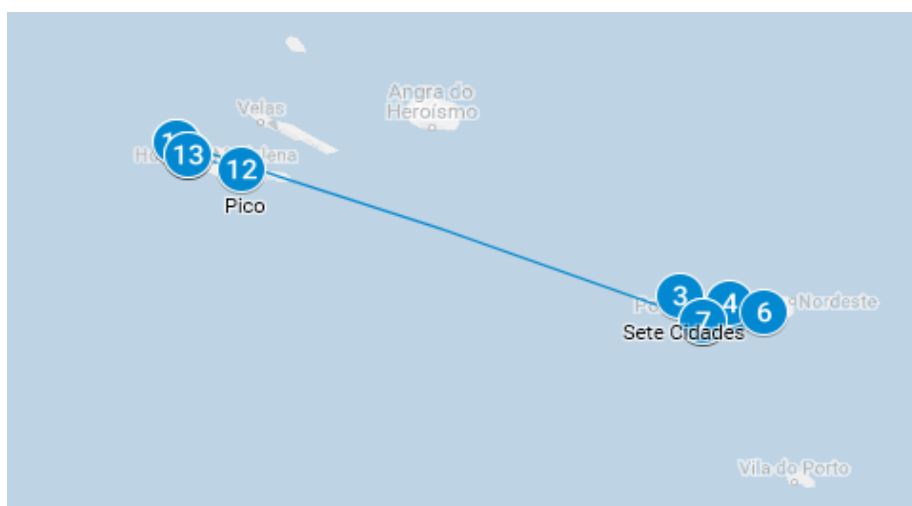 Angra do
Heroísmo
Velas
13
12
Pico
3
4
6
7
Nordeste
Sete Cidades
Vila do Porto